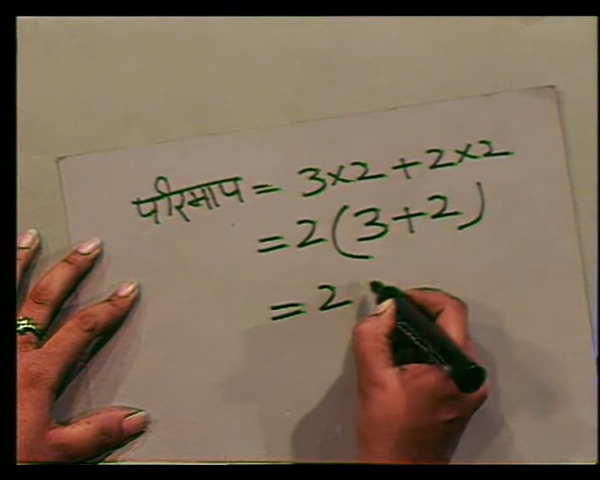 परिमाप = 3×2 + 2×2
= 2(3+2)
= 2